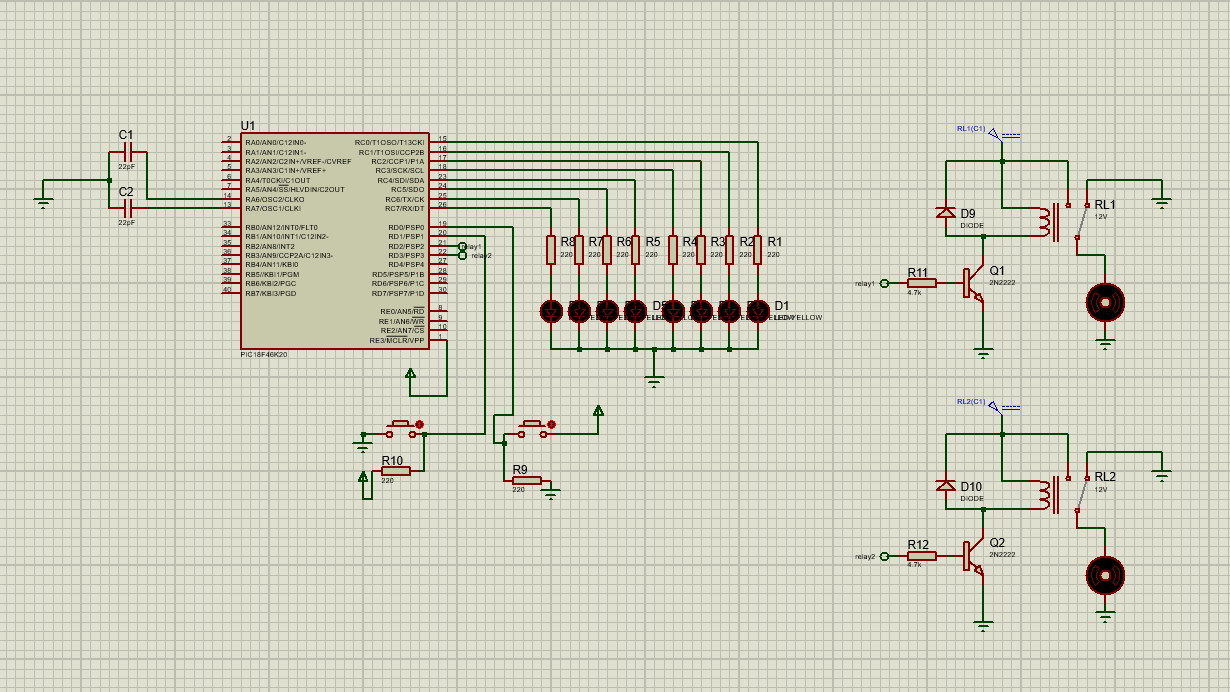 C1
22pF
C2
22pF
U1
2 RA0/AN0/C12IN0-
3 RA1/AN1/C12IN1-
4 RA2/AN2/C2IN+/VREF-/CVREF
5 RA3/AN3/C1IN+/VREF+
6 RA4/T0CKI/C1OUT
7 RA5/AN4/SS/HLVDIN/C2OUT
14 RA6/OSC2/CLKO
13 RA7/OSC1/CLKI
33 RB0/AN12/INT0/FLT0
34 RB1/AN10/INT1/C12IN2-
35 RB2/AN8/INT2
36 RB3/AN9/CCP2A/C12IN3-
37 RB4/AN11/KBI0
38 RB5//KBI1/PGM
39 RB6/KBI2/PGC
40 RB7/KBI3/PGD
RC0/T1OSO/T13CKI 15
RC1/T1OSI/CCP2B 16
RC2/CCP1/P1A 17
RC3/SCK/SCL 18
RC4/SDI/SDA 23
RC5/SDO 24
RC6/TX/CK 25
RC7/RX/DT 26
RD0/PSP0 19
RD1/PSP1 20
RD2/PSP2 21
RD3/PSP3 22
RD4/PSP4 27
RD5/PSP5/P1B 28
RD6/PSP6/P1C 29
RD7/PSP7/P1D 30
RE0/AN5/RD 8
RE1/AN6/WR 9
RE2/AN7/CS 10
RE3/MCLR/VPP 1
PIC18F46K20
relay1
relay2
R8
220
R7
220
R6
220
R5
220
R4
220
R3
220
R2
220
R1
220
D1
R10
220
R9
220
RL1(C1)
D9
DIODE
RL1
12V
relay1
R11
4.7k
Q1
2N2222
RL2(C1)
D10
DIODE
RL2
12V
relay2
R12
4.7k
Q2
2N2222